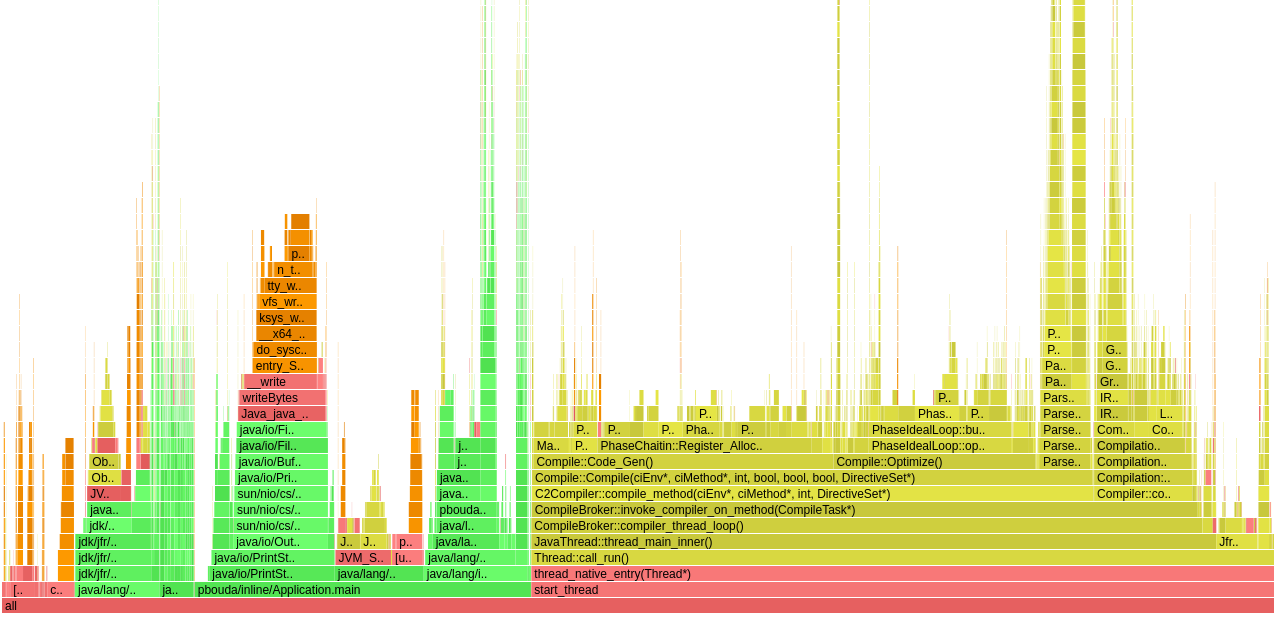 p..
n_t..
tty_w..
vfs_wr..
ksys_w..
__x64_.. P..
do_sysc.. P.. G..
entry_S.. Pa.. G..
__write Pa.. Gr..
writeBytes P.. Pars.. IR..
Java_java_.. P.. Phas.. P.. Parse.. IR.. L..
java/io/Fi.. P.. P.. P.. Pha.. P.. PhaseIdealLoop::bu.. Parse.. Com.. Co..
java/io/Fil.. j.. Ma.. P.. PhaseChaitin::Register_Alloc.. PhaseIdealLoop::op.. Parse.. Compilatio..
Ob.. java/io/Buf.. j.. Compile::Code_Gen() Compile::Optimize() Parse.. Compilation..
Ob.. java/io/Pri.. java.. Compile::Compile(ciEnv*, ciMethod*, int, bool, bool, bool, DirectiveSet*) Compilation:..
JV.. sun/nio/cs/.. java.. C2Compiler::compile_method(ciEnv*, ciMethod*, int, DirectiveSet*) Compiler::co..
java.. sun/nio/cs/.. pbouda.. CompileBroker::invoke_compiler_on_method(CompileTask*)
jdk/.. sun/nio/cs/.. java/l.. CompileBroker::compiler_thread_loop()
jdk/jfr/.. java/io/Out.. J.. J.. p.. java/la.. JavaThread::thread_main_inner() Jfr..
jdk/jfr/.. java/io/PrintSt.. JVM_S.. [u.. java/lang/.. Thread::call_run()
jdk/jfr/.. java/io/PrintSt.. java/lang/.. java/lang/i.. thread_native_entry(Thread*)
[.. c.. java/lang/.. ja.. pbouda/inline/Application.main start_thread
all